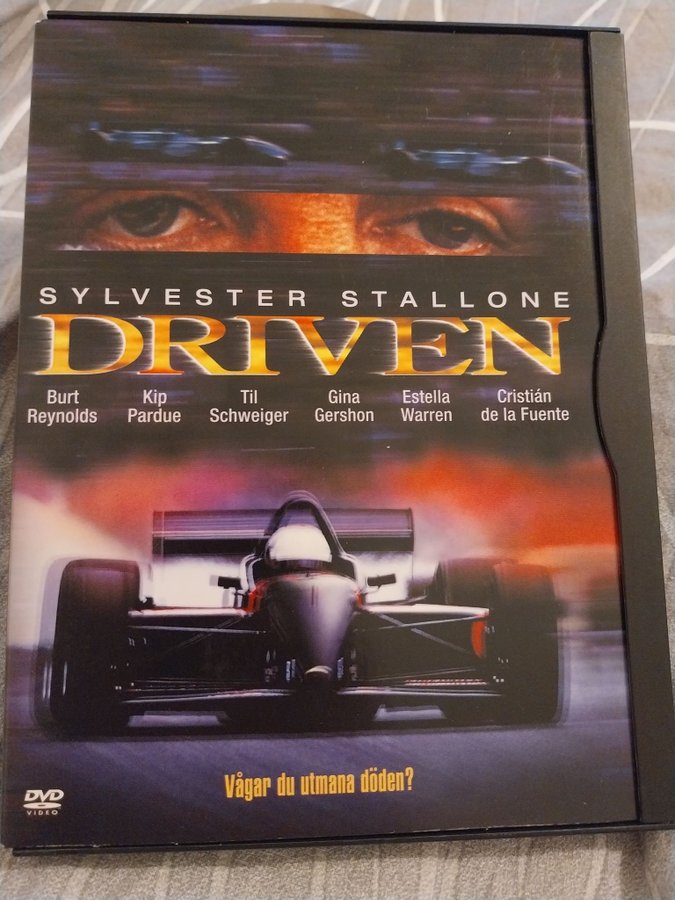 SYLVESTER STALLONE
DRIVEN
Burt Reynolds
Kip Pardue
Til Schweiger
Gina Gershon
Estella Warren
Cristián de la Fuente
Vågar du utmana döden?
DVD
VIDEO